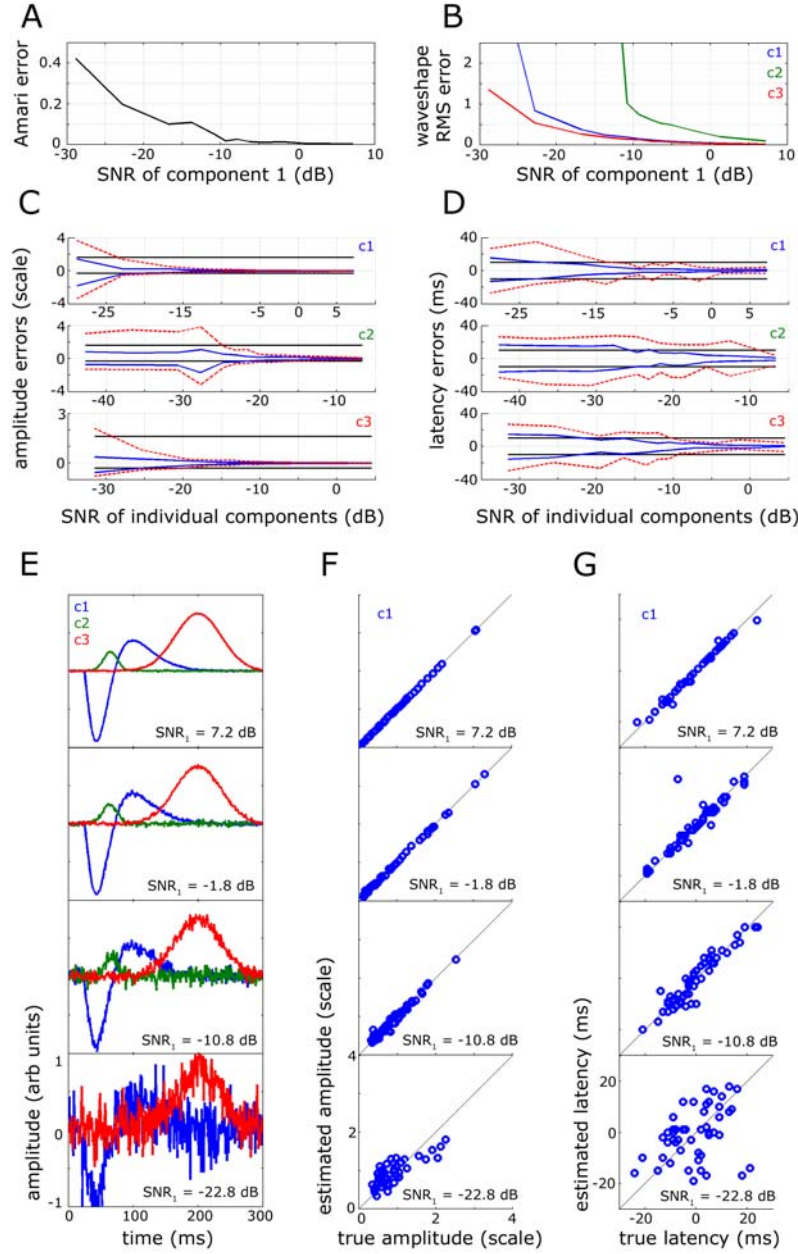 A
Amari error
0.4
0.2
0
-30 -20 -10 0 10
SNR of component 1 (dB)
B
waveshape
RMS error
2
1
0
c1
c2
c3
-30 -20 -10 0 10
SNR of component 1 (dB)
C
amplitude errors (scale)
4
0
-4
c1
-25 -15 -5 5
4
0
-4
c2
-40 -30 -20 -10
3
0
c3
-30 -20 -10 0
SNR of individual components (dB)
D
latency errors (ms)
40
0
-40
c1
-25 -15 -5 5
40
0
-40
c2
-40 -30 -20 -10
40
0
-40
c3
-30 -20 -10 0
SNR of individual components (dB)
E
c1
c2
c3
SNR1 = 7.2 dB
SNR1 = -1.8 dB
SNR1 = -10.8 dB
amplitude (arb units)
1
0
-1
SNR1 = -22.8 dB
0 100 200 300
time (ms)
F
c1
SNR1 = 7.2 dB
SNR1 = -1.8 dB
SNR1 = -10.8 dB
estimated amplitude (scale)
4
2
0
SNR1 = -22.8 dB
0 2 4
true amplitude (scale)
G
c1
SNR1 = 7.2 dB
SNR1 = -1.8 dB
SNR1 = -10.8 dB
estimated latency (ms)
20
0
-20
SNR1 = -22.8 dB
-20 0 20
true latency (ms)